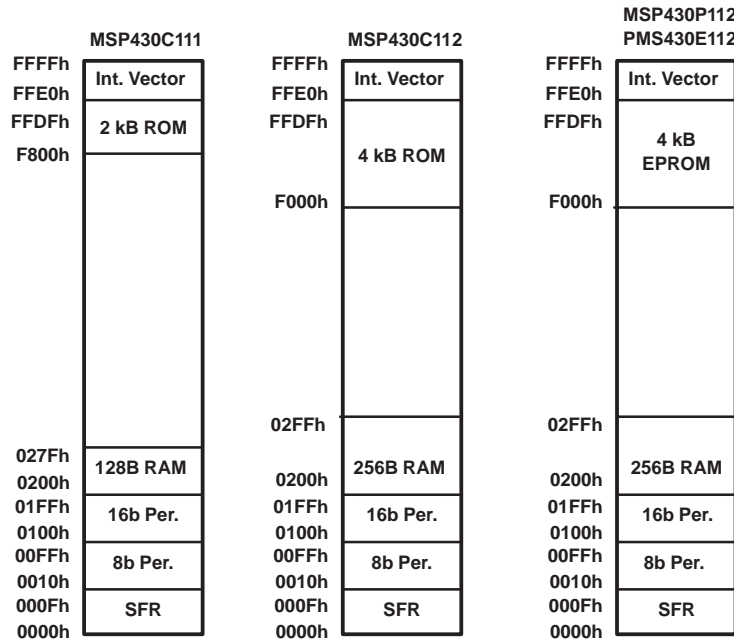 MSP430C111
FFFFh
Int. Vector
FFE0h
FFDFh
2 kB ROM
F800h
027Fh
128B RAM
0200h
01FFh
16b Per.
0100h
00FFh
8b Per.
0010h
000Fh
SFR
0000h
MSP430C112
FFFFh
Int. Vector
FFE0h
FFDFh
4 kB ROM
F000h
02FFh
256B RAM
0200h
01FFh
16b Per.
0100h
00FFh
8b Per.
0010h
000Fh
SFR
0000h
MSP430P112
PMS430E112
FFFFh
Int. Vector
FFE0h
FFDFh
4 kB
EPROM
F000h
02FFh
256B RAM
0200h
01FFh
16b Per.
0100h
00FFh
8b Per.
0010h
000Fh
SFR
0000h